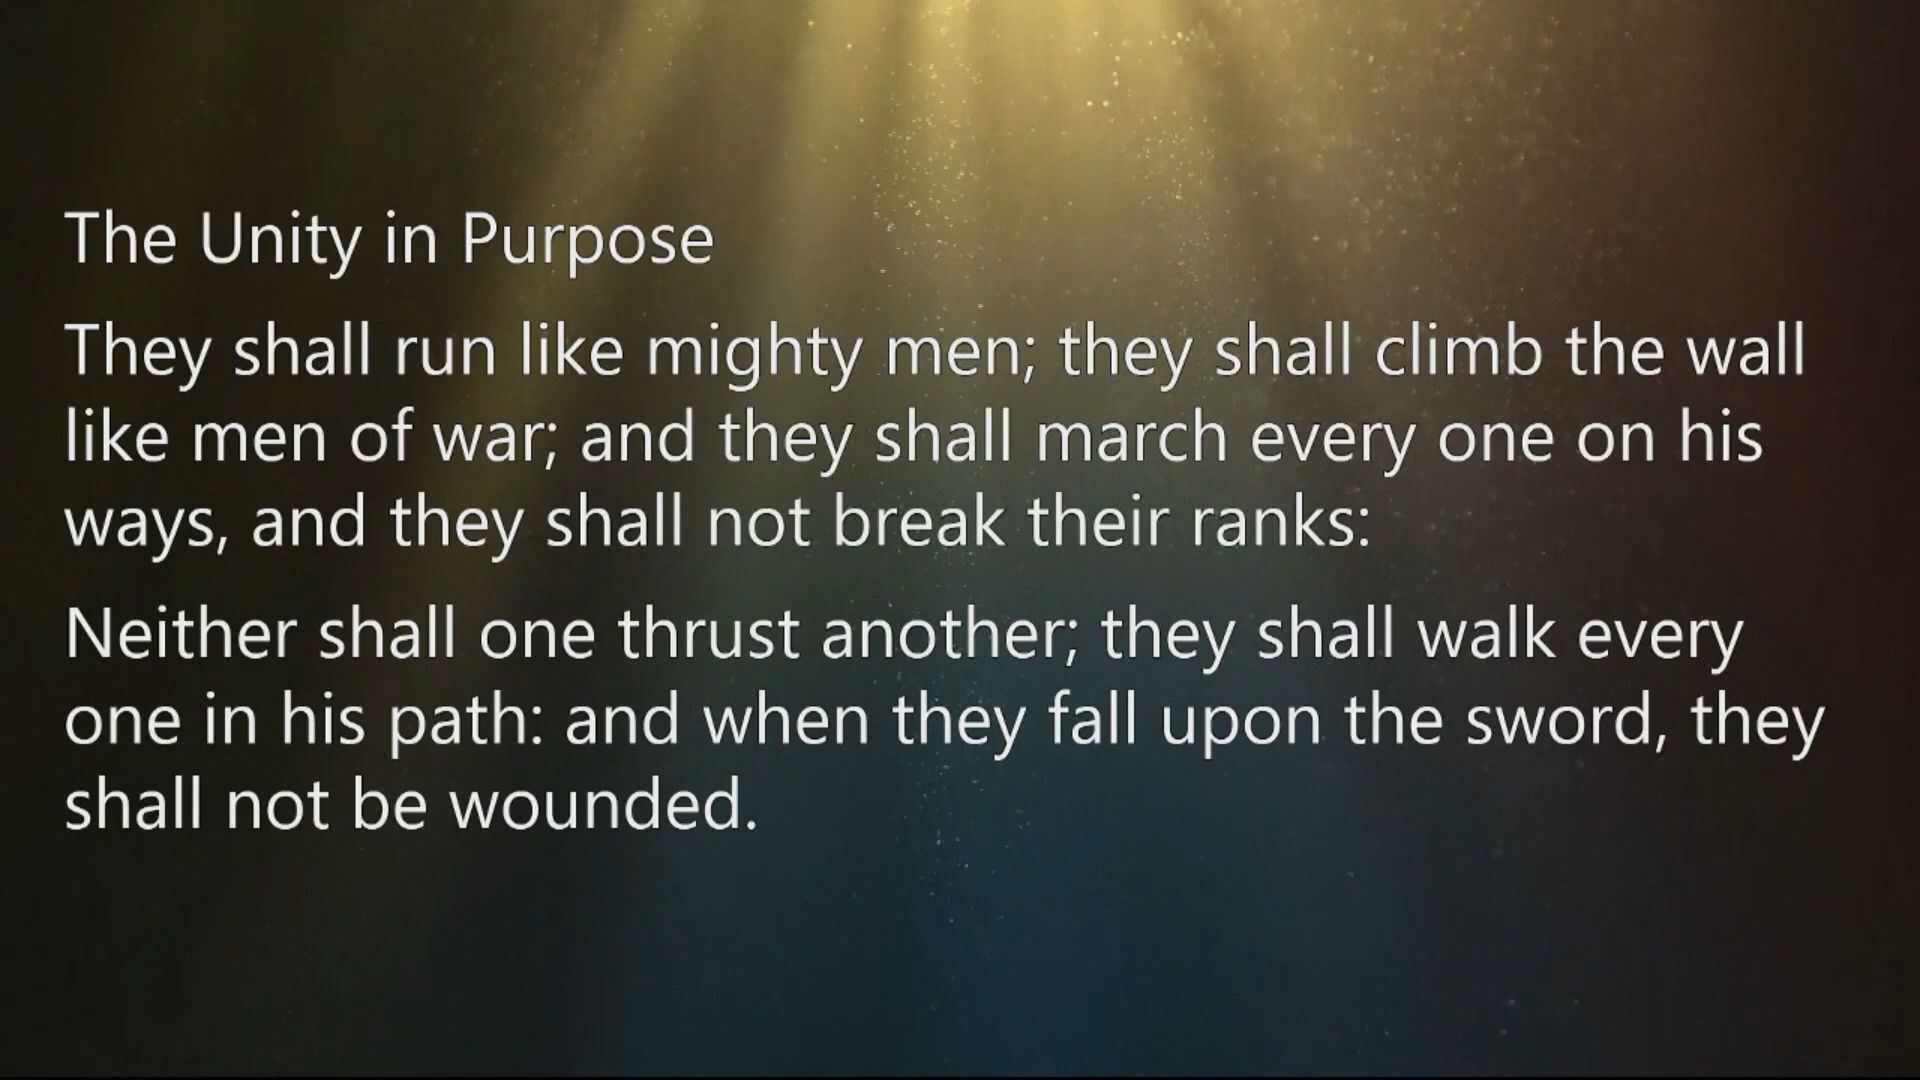 The Unity in Purpose
They shall run like mighty men; they shall climb the wall
like men of war; and they shall march every one on his
ways, and they shall not break their ranks:
Neither shall one thrust another; they shall walk every
one in his path: and when they fall upon the sword, they
shall not be wounded.